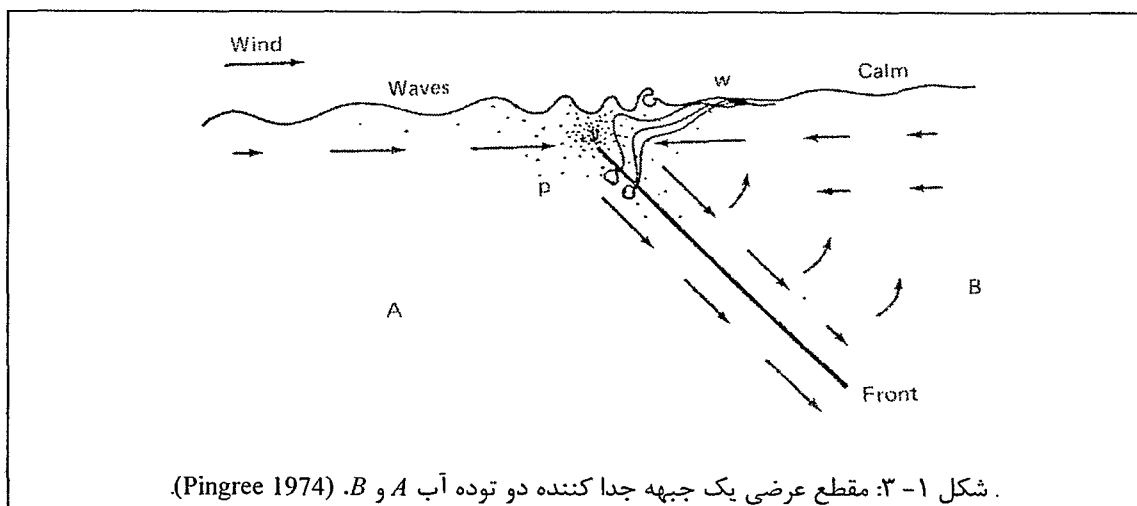 Wind
Waves
w
Calm
p
A
B
Front
شکل ۱- ۳: مقطع عرضی یک جبهه جدا کننده دو توده آب A و B. (Pingree 1974).